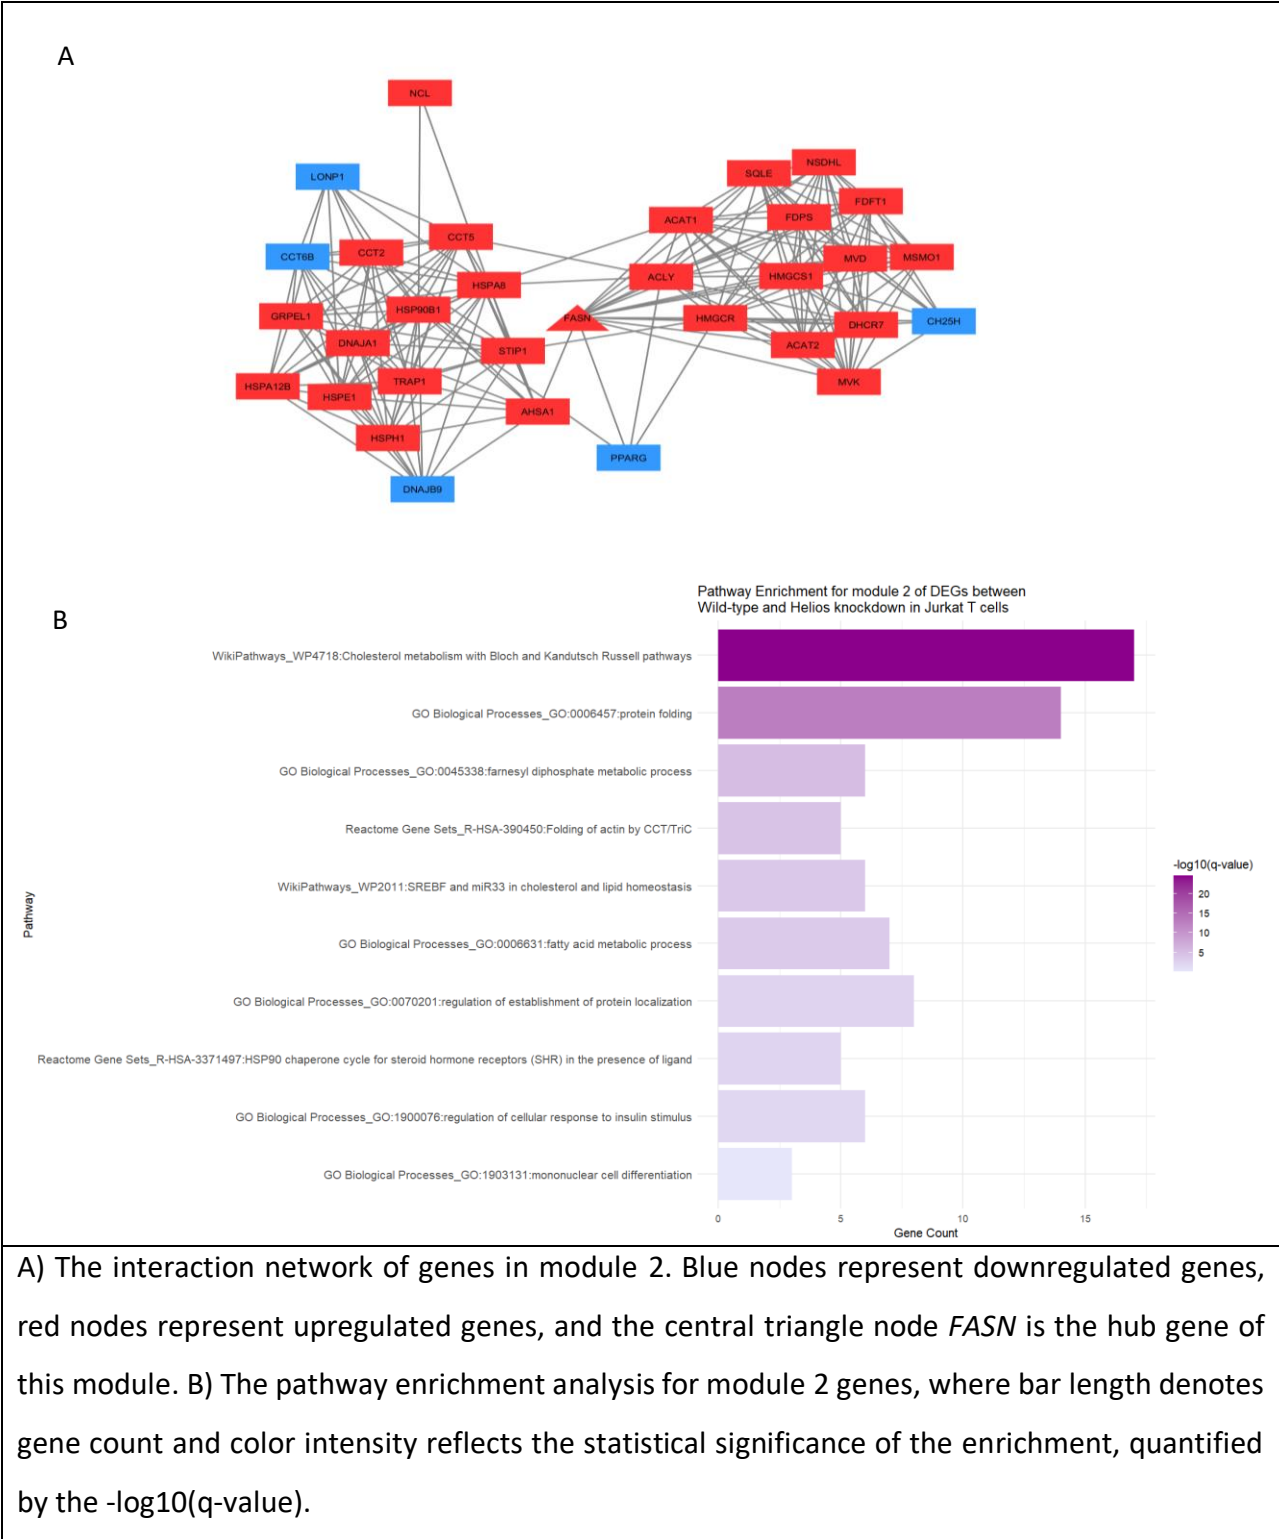 A
NCL
LONP1
NSDHL
SQLE
FDFT1
ACAT1
FDPS
CCT5
CCT2
CCT6B
MVD
MSMO1
ACLY
HMGCS1
HSPA8
HSP90B1
GRPEL1
FASN
HMGCR
DHCR7
CH25H
DNAJA1
STIP1
ACAT2
TRAP1
MVK
HSPA12B
HSPE1
AHSA1
HSPH1
PPARG
DNAJB9
B
Pathway Enrichment for module 2 of DEGs between
Wild-type and Helios knockdown in Jurkat T cells
WikiPathways_WP4718:Cholesterol metabolism with Bloch and Kandutsch Russell pathways
GO Biological Processes_GO:0006457:protein folding
GO Biological Processes_GO:0045338:farnesyl diphosphate metabolic process
Reactome Gene Sets_R-HSA-390450:Folding of actin by CCT/TriC
WikiPathways_WP2011:SREBF and miR33 in cholesterol and lipid homeostasis
GO Biological Processes_GO:0006631:fatty acid metabolic process
GO Biological Processes_GO:0070201:regulation of establishment of protein localization
Reactome Gene Sets_R-HSA-3371497:HSP90 chaperone cycle for steroid hormone receptors (SHR) in the presence of ligand
GO Biological Processes_GO:1900076:regulation of cellular response to insulin stimulus
GO Biological Processes_GO:1903131:mononuclear cell differentiation
Pathway
0 5 10 15
Gene Count
-log10(q-value)
20
15
10
5
A) The interaction network of genes in module 2. Blue nodes represent downregulated genes,
red nodes represent upregulated genes, and the central triangle node FASN is the hub gene of
this module. B) The pathway enrichment analysis for module 2 genes, where bar length denotes
gene count and color intensity reflects the statistical significance of the enrichment, quantified
by the -log10(q-value).